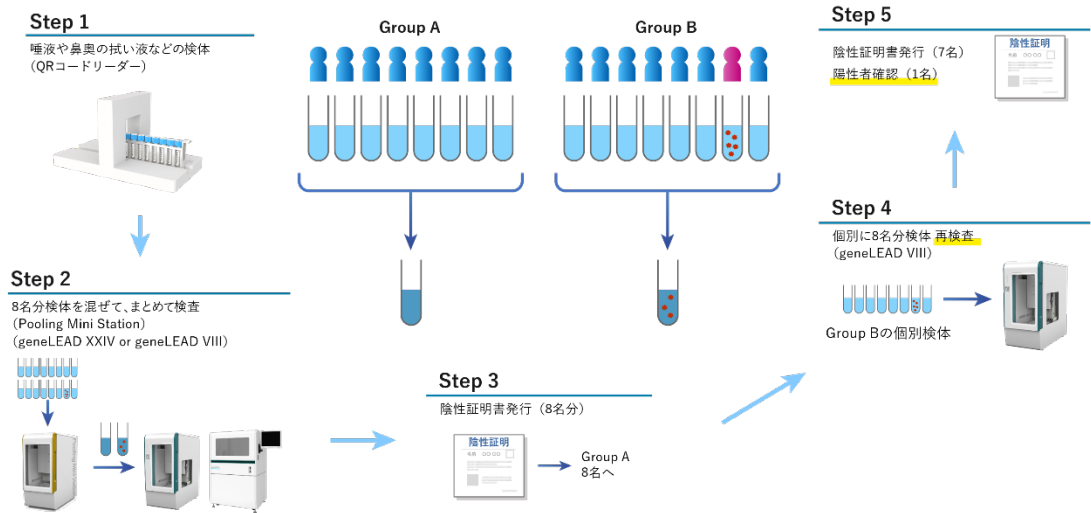 Step 1
唾液や鼻奥の拭い液などの検体
（QRコードリーダー）
Group A
Group B
Step 2
8名分検体を混ぜて、まとめて検査
（Pooling Mini Station）
（geneLEAD XXIV or geneLEAD VIII）
Step 3
陰性証明書発行（8名分）
陰性証明
Group A
8名へ
Step 4
個別に8名分検体 再検査
（geneLEAD VIII）
Group Bの個別検体
Step 5
陰性証明書発行（7名）
陽性者確認（1名）
陰性証明